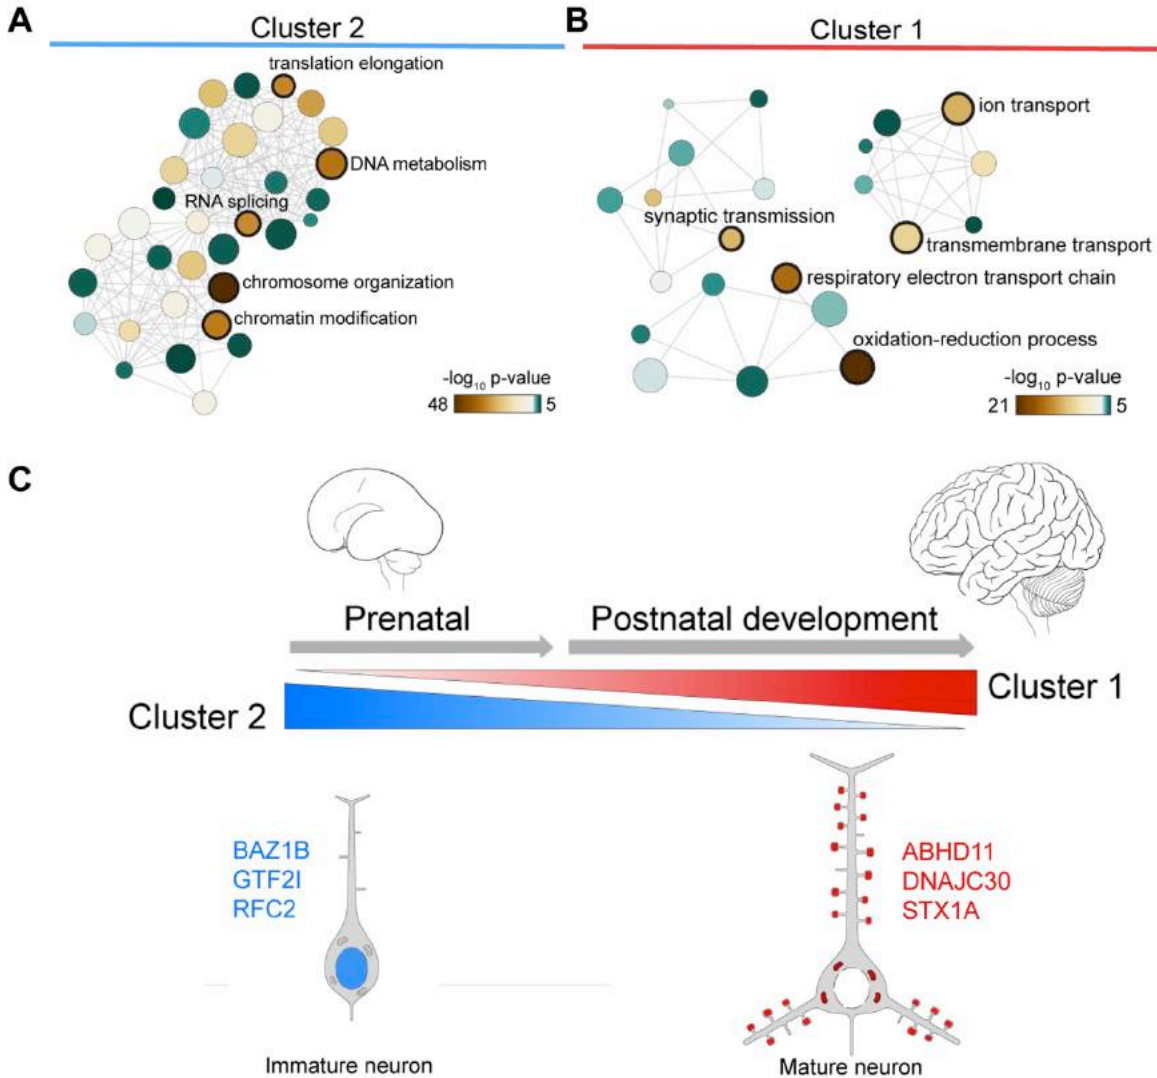 A
Cluster 2
translation elongation
DNA metabolism
RNA splicing
chromosome organization
chromatin modification
-log10 p-value
48
5
B
Cluster 1
ion transport
synaptic transmission
transmembrane transport
respiratory electron transport chain
oxidation-reduction process
-log10 p-value
21
5
C
Prenatal
Postnatal development
Cluster 1
Cluster 2
BAZ1B
GTF2I
RFC2
ABHD11
DNAJC30
STX1A
Immature neuron
Mature neuron